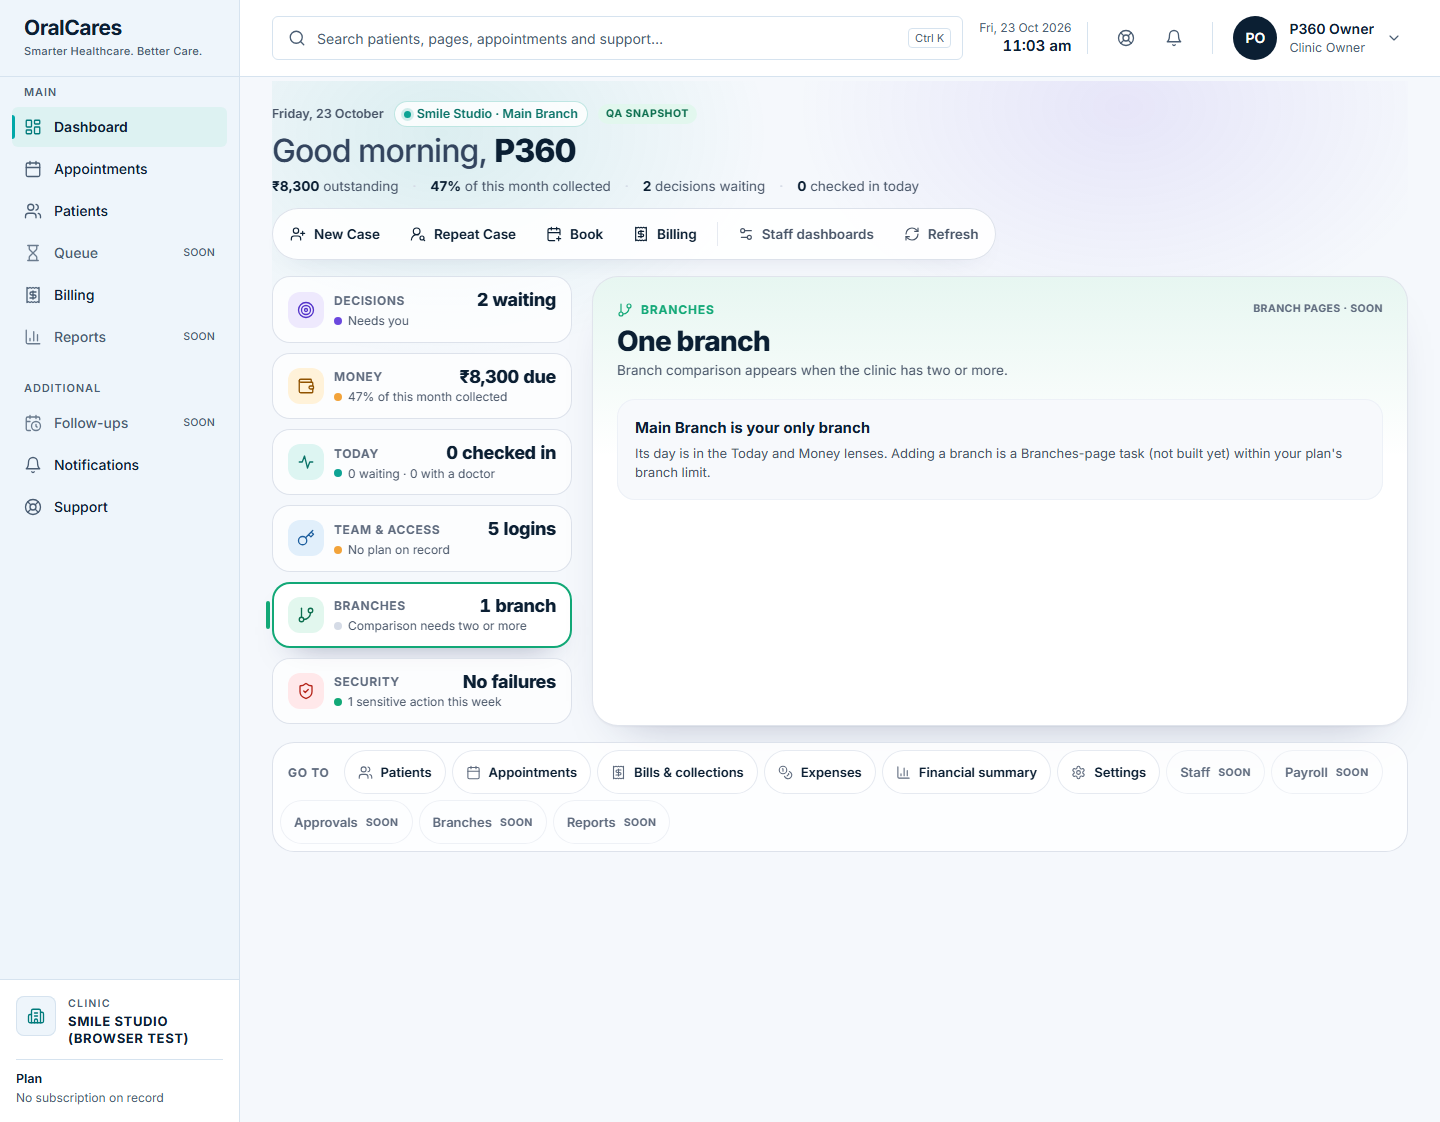 OralCares
Smarter Healthcare. Better Care.
MAIN
Dashboard
Appointments
Patients
Queue SOON
Billing
Reports SOON
ADDITIONAL
Follow-ups SOON
Notifications
Support
CLINIC
SMILE STUDIO
(BROWSER TEST)
Plan
No subscription on record
Search patients, pages, appointments and support... Ctrl K
Fri, 23 Oct 2026
11:03 am
PO
P360 Owner
Clinic Owner
Friday, 23 October Smile Studio · Main Branch QA SNAPSHOT
Good morning, P360
₹8,300 outstanding · 47% of this month collected · 2 decisions waiting · 0 checked in today
New Case Repeat Case Book Billing Staff dashboards Refresh
DECISIONS 2 waiting
Needs you
MONEY ₹8,300 due
47% of this month collected
TODAY 0 checked in
0 waiting · 0 with a doctor
TEAM & ACCESS 5 logins
No plan on record
BRANCHES 1 branch
Comparison needs two or more
SECURITY No failures
1 sensitive action this week
BRANCHES BRANCH PAGES · SOON
One branch
Branch comparison appears when the clinic has two or more.
Main Branch is your only branch
Its day is in the Today and Money lenses. Adding a branch is a Branches-page task (not built yet) within your plan's
branch limit.
GO TO Patients Appointments Bills & collections Expenses Financial summary Settings Staff SOON Payroll SOON
Approvals SOON Branches SOON Reports SOON